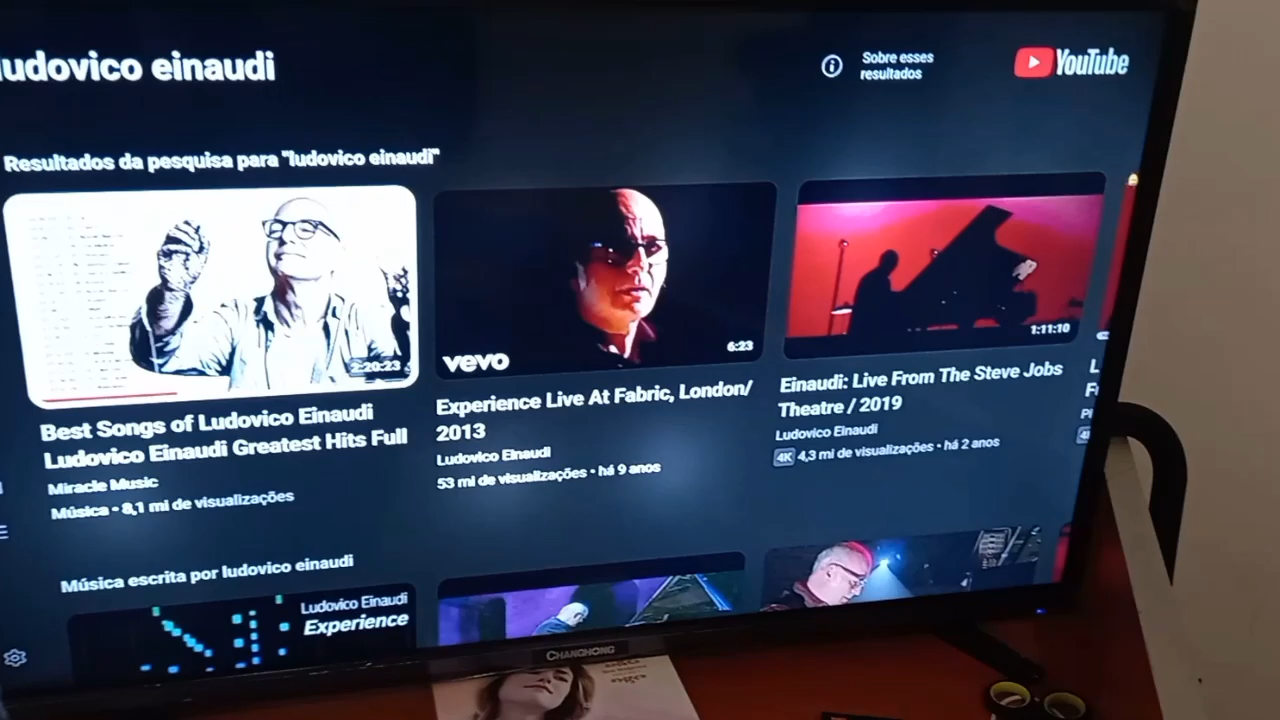 ludovico einaudi
Sobre esses
resultados
YouTube
Resultados da pesquisa para "ludovico einaudi"
2:20:23
vevo
6:23
1:11:10
Best Songs of Ludovico Einaudi
Ludovico Einaudi Greatest Hits Full
Miracle Music
Música • 8,1 mi de visualizações
Experience Live At Fabric, London/
2013
Ludovico Einaudi
53 mi de visualizações • há 9 anos
Einaudi: Live From The Steve Jobs
Theatre / 2019
Ludovico Einaudi
4K 4,3 mi de visualizações • há 2 anos
Música escrita por ludovico einaudi
Ludovico Einaudi
Experience
CHANGHONG